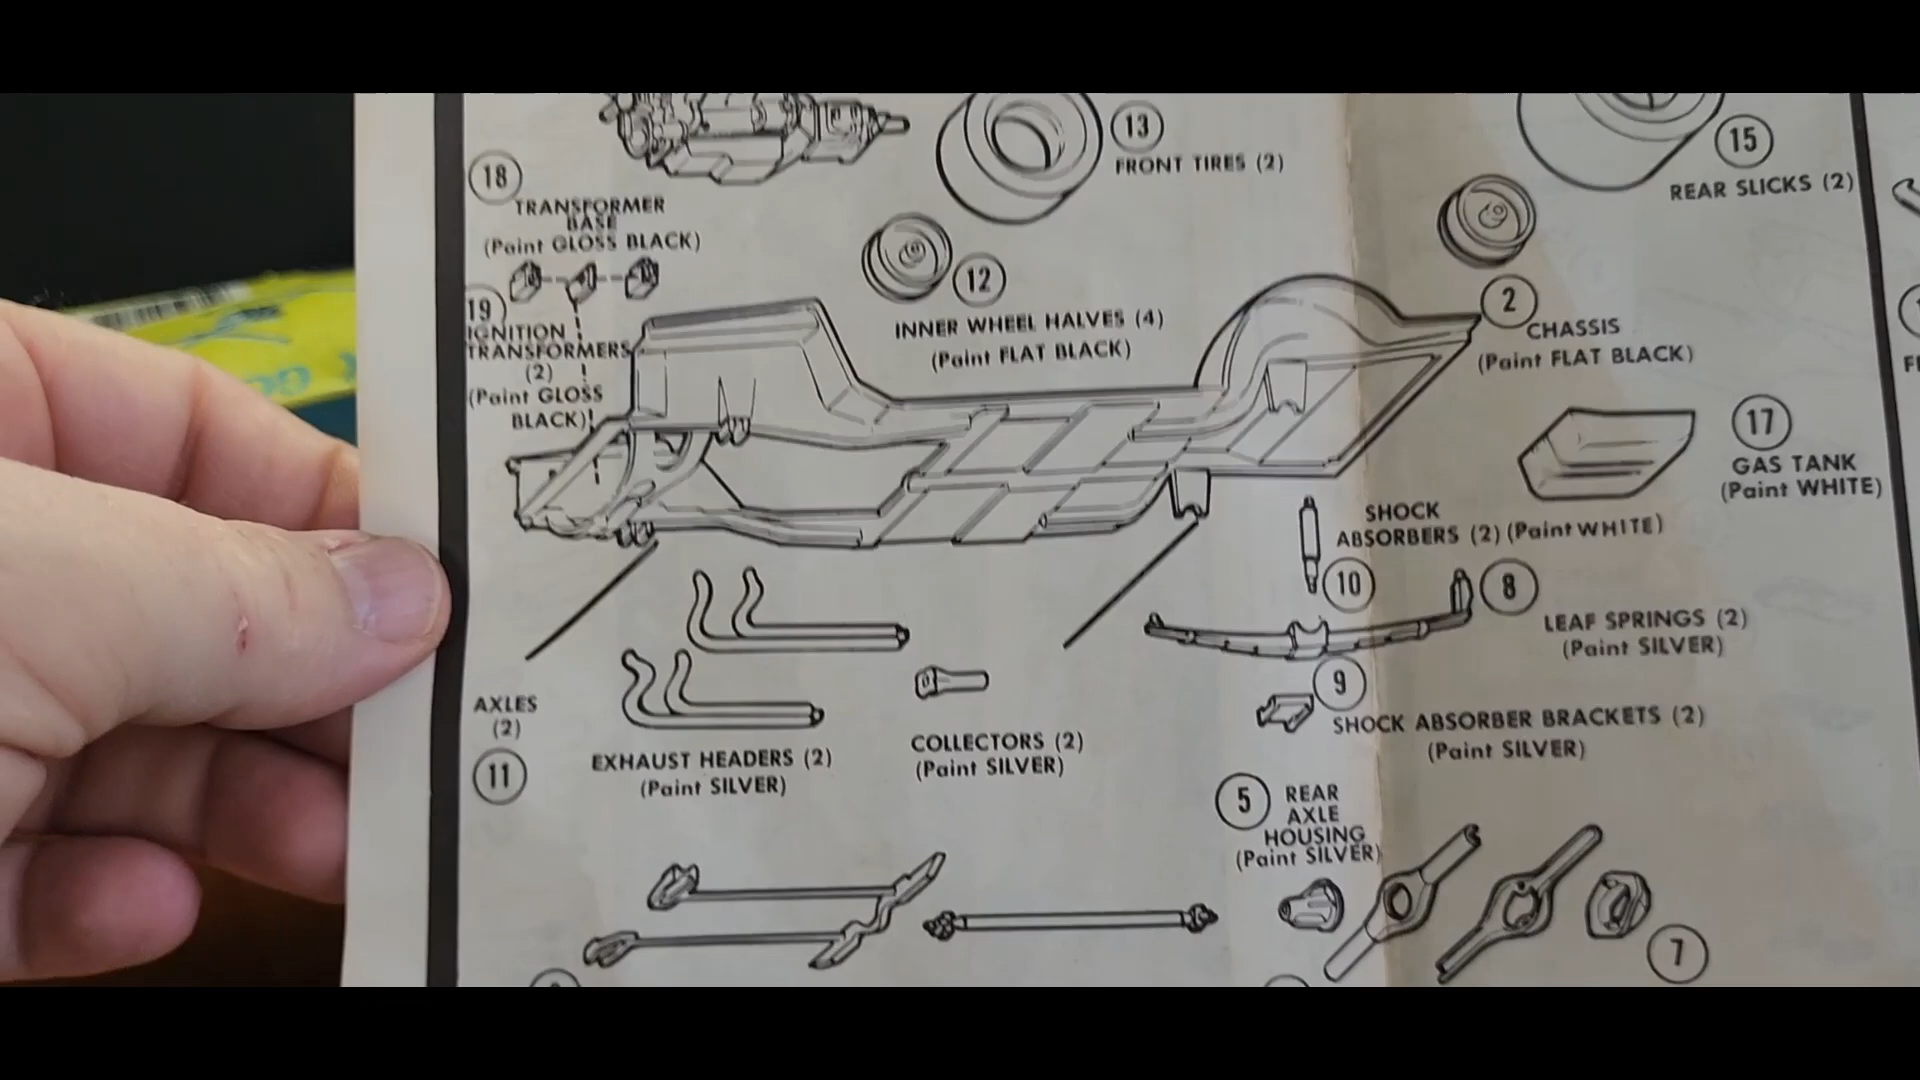 13
FRONT TIRES (2)
15
REAR SLICKS (2)
18
TRANSFORMER
BASE
(Paint GLOSS BLACK)
12
INNER WHEEL HALVES (4)
(Paint FLAT BLACK)
2
CHASSIS
(Paint FLAT BLACK)
19
IGNITION
TRANSFORMERS
(2)
(Paint GLOSS
BLACK)
17
GAS TANK
(Paint WHITE)
SHOCK
ABSORBERS (2) (Paint WHITE)
10
8
LEAF SPRINGS (2)
(Paint SILVER)
9
SHOCK ABSORBER BRACKETS (2)
(Paint SILVER)
AXLES
(2)
11
EXHAUST HEADERS (2)
(Paint SILVER)
COLLECTORS (2)
(Paint SILVER)
5
REAR
AXLE
HOUSING
(Paint SILVER)
7